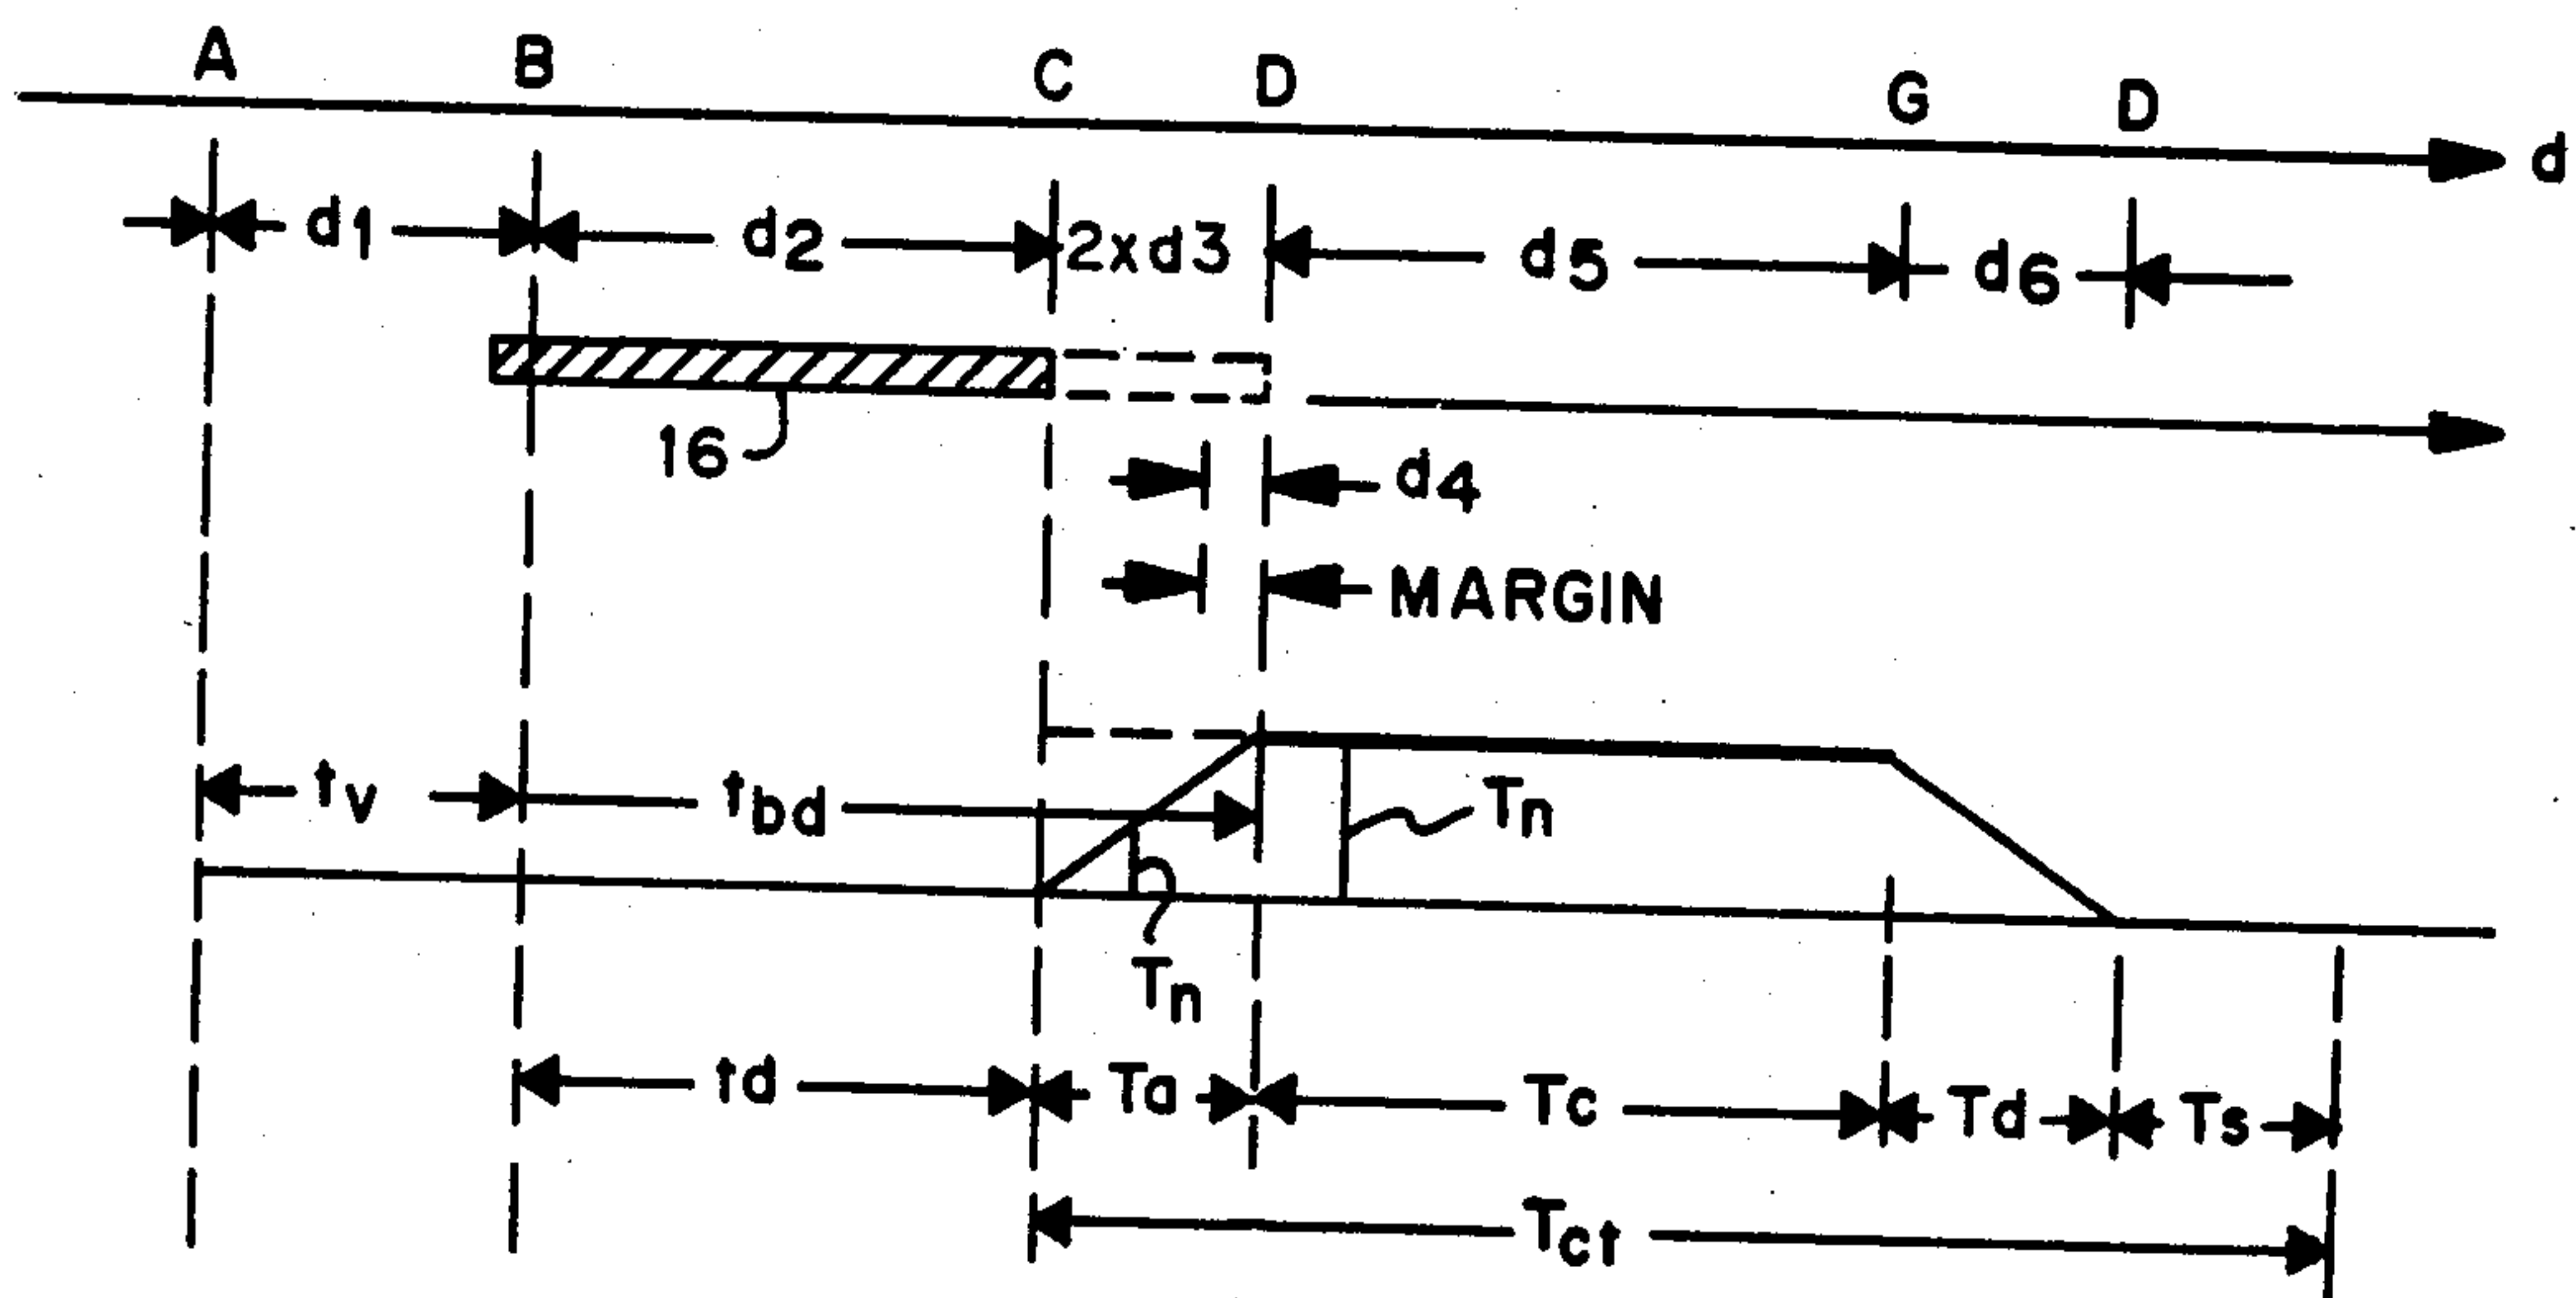 A B C D G D
d
d1 d2 2xd3 d5 d6
16
d4
MARGIN
tv tbd Tn
Tn
td Ta Tc Td Ts
Tct